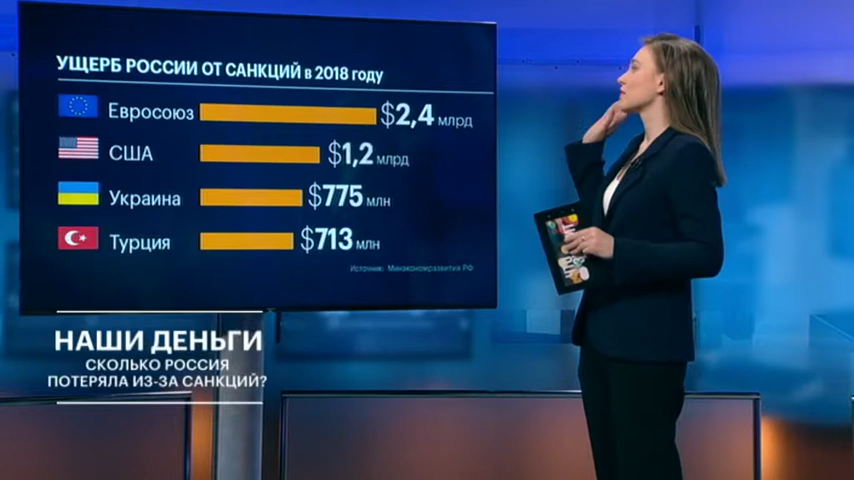 УЩЕРБ РОССИИ ОТ САНКЦИЙ в 2018 году
Евросоюз $2,4 млрд
США $1,2 млрд
Украина $775 млн
Турция $713 млн
Источник: Минэкономразвития РФ
НАШИ ДЕНЬГИ
СКОЛЬКО РОССИЯ
ПОТЕРЯЛА ИЗ-ЗА САНКЦИЙ?